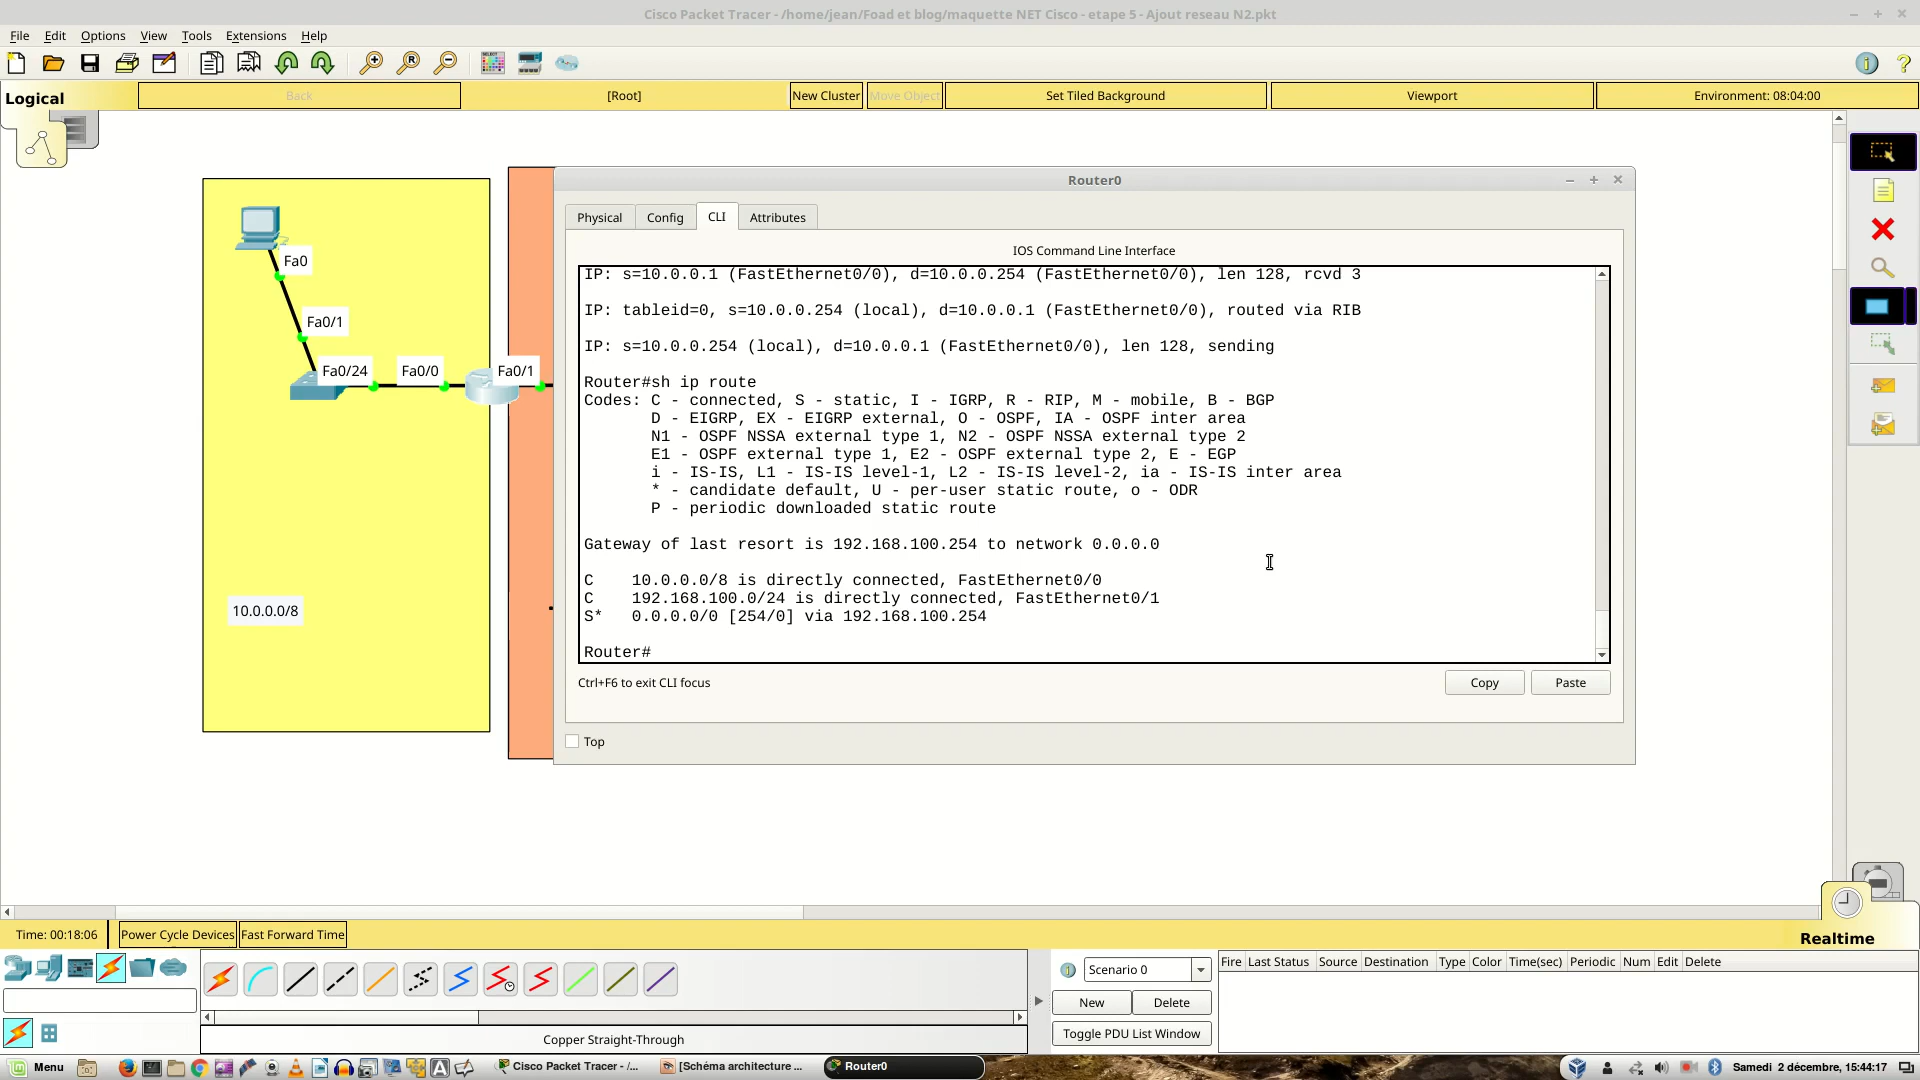 Cisco Packet Tracer - /home/jean/Foad et blog/maquette NET Cisco - etape 5 - Ajout reseau N2.pkt
File Edit Options View Tools Extensions Help
Logical
Back
[Root]
New Cluster
Move Object
Set Tiled Background
Viewport
Environment: 08:04:00
Router0
Physical Config CLI Attributes
IOS Command Line Interface
IP: s=10.0.0.1 (FastEthernet0/0), d=10.0.0.254 (FastEthernet0/0), len 128, rcvd 3
IP: tableid=0, s=10.0.0.254 (local), d=10.0.0.1 (FastEthernet0/0), routed via RIB
IP: s=10.0.0.254 (local), d=10.0.0.1 (FastEthernet0/0), len 128, sending
Router#sh ip route
Codes: C - connected, S - static, I - IGRP, R - RIP, M - mobile, B - BGP
D - EIGRP, EX - EIGRP external, O - OSPF, IA - OSPF inter area
N1 - OSPF NSSA external type 1, N2 - OSPF NSSA external type 2
E1 - OSPF external type 1, E2 - OSPF external type 2, E - EGP
i - IS-IS, L1 - IS-IS level-1, L2 - IS-IS level-2, ia - IS-IS inter area
* - candidate default, U - per-user static route, o - ODR
P - periodic downloaded static route
Gateway of last resort is 192.168.100.254 to network 0.0.0.0
C 10.0.0.0/8 is directly connected, FastEthernet0/0
C 192.168.100.0/24 is directly connected, FastEthernet0/1
S* 0.0.0.0/0 [254/0] via 192.168.100.254
Router#
Ctrl+F6 to exit CLI focus
Copy
Paste
Top
Fa0
Fa0/1
Fa0/24
Fa0/0
Fa0/1
10.0.0.0/8
Time: 00:18:06
Power Cycle Devices
Fast Forward Time
Realtime
Scenario 0
New
Delete
Toggle PDU List Window
Fire Last Status Source Destination Type Color Time(sec) Periodic Num Edit Delete
Copper Straight-Through
Menu
Cisco Packet Tracer - /...
[Schéma architecture ...
Router0
Samedi 2 décembre, 15:44:17